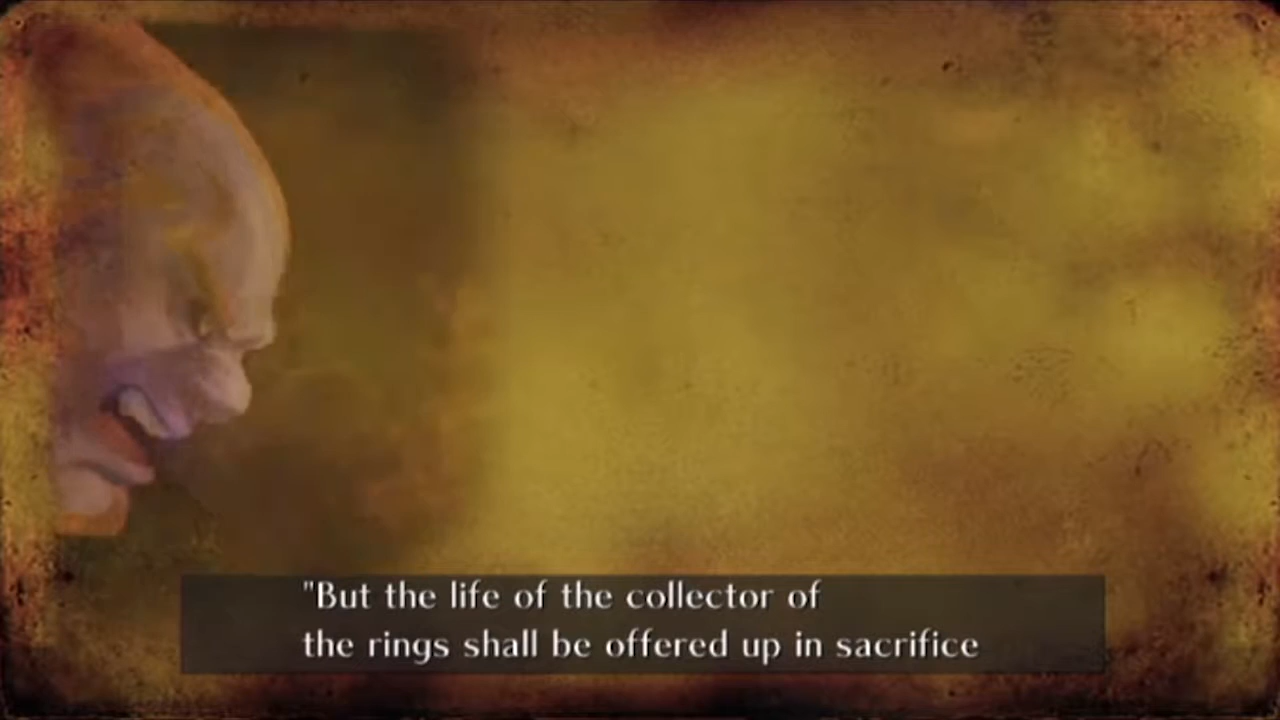 "But the life of the collector of
the rings shall be offered up in sacrifice